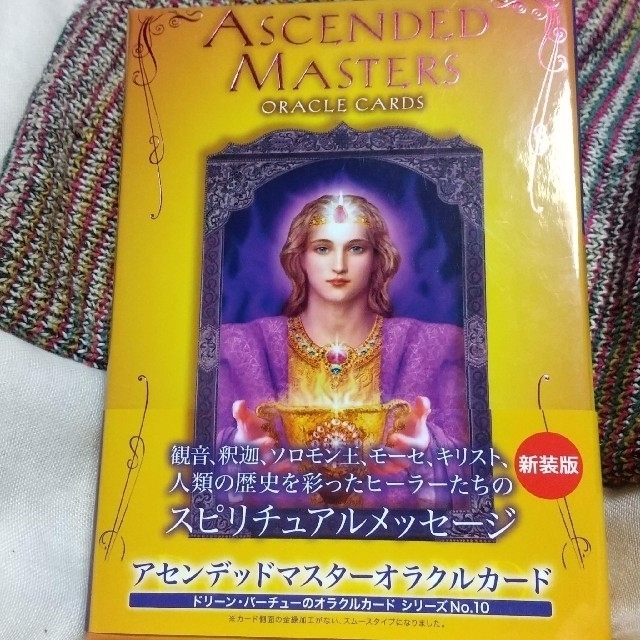 ASCENDED
MASTERS
ORACLE CARDS
観音、釈迦、ソロモン王、モーセ、キリスト、
人類の歴史を彩ったヒーラーたちの
スピリチュアルメッセージ
新装版
アセンデッドマスターオラクルカード
ドリーン・バーチューのオラクルカード シリーズNo.10
※カード側面の金縁加工がない、スムースタイプになりました。